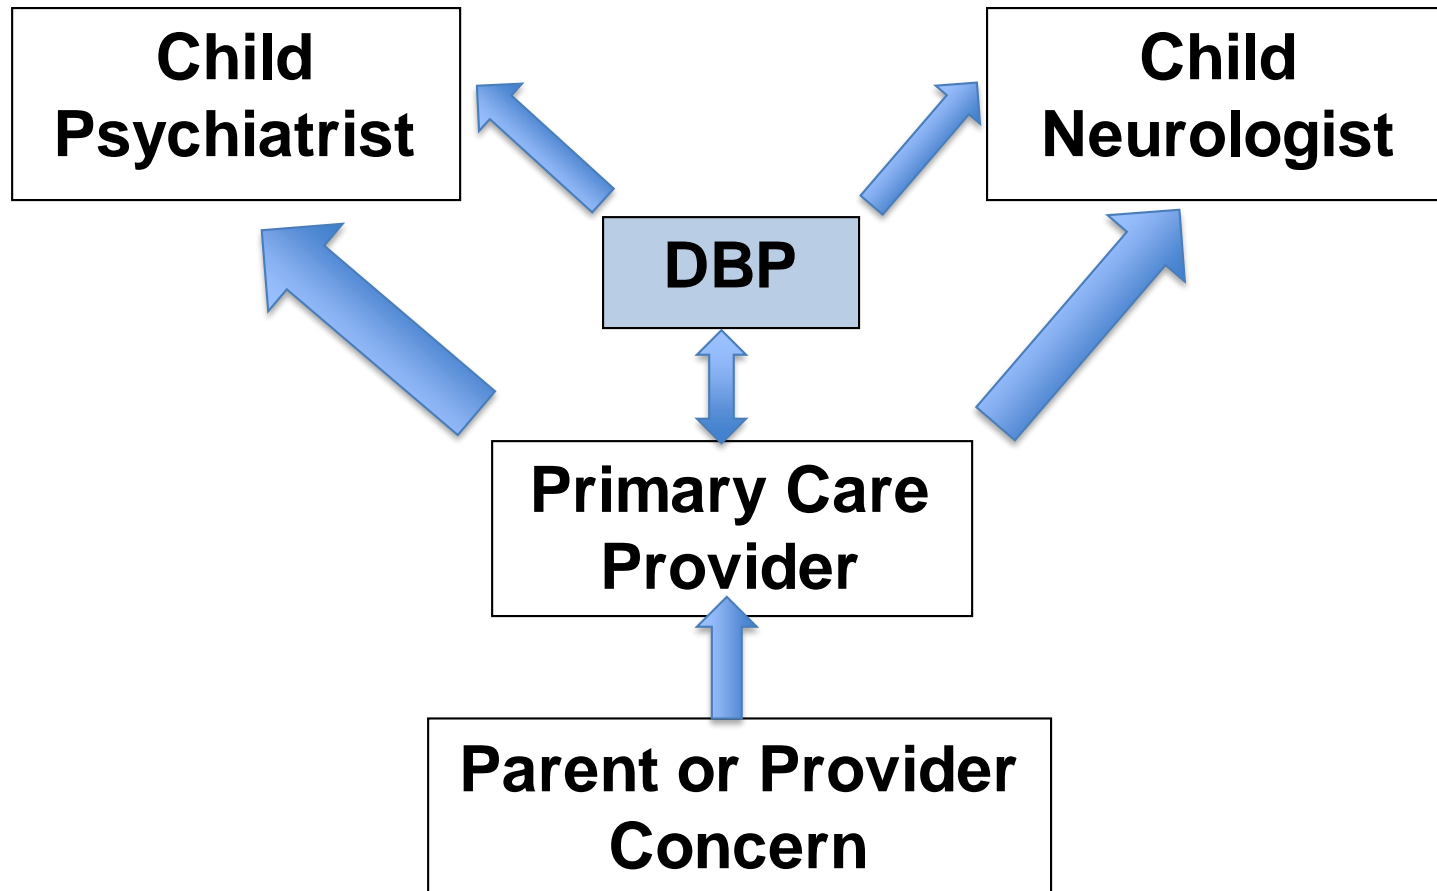 Child
Psychiatrist
Child
Neurologist
DBP
Primary Care
Provider
Parent or Provider
Concern